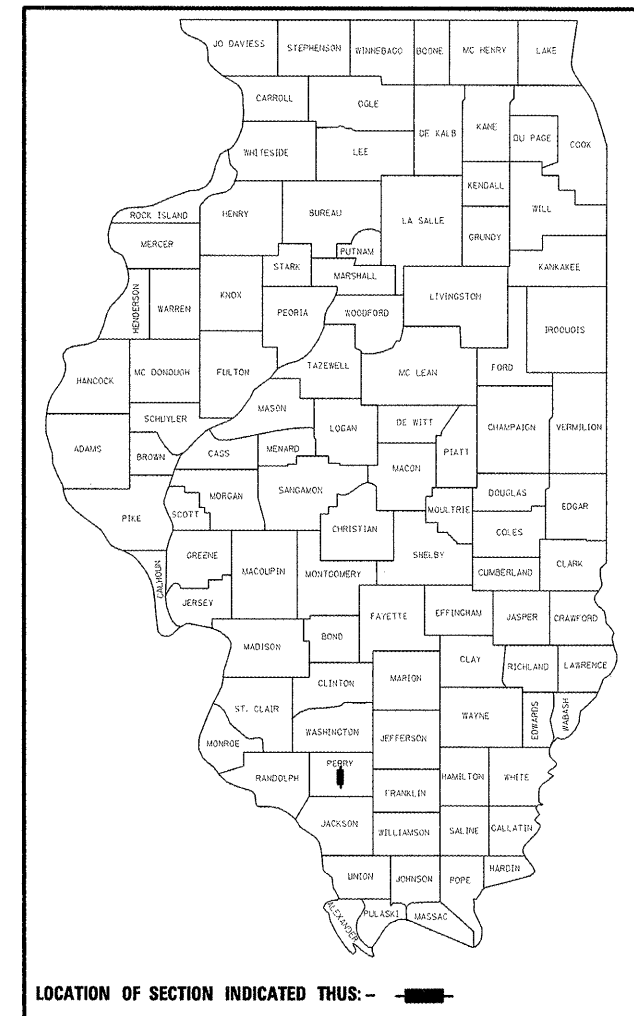 JO DAVIESS STEPHENSON WINNEBAGO BOONE MC HENRY LAKE
CARROLL OGLE DE KALB KANE DU PAGE COOK
WHITESIDE LEE KENDALL WILL
ROCK ISLAND HENRY BUREAU LA SALLE GRUNDY
MERCER STARK PUTNAM MARSHALL KANKAKEE
HENDERSON WARREN KNOX PEORIA WOODFORD LIVINGSTON IROQUOIS
HANCOCK MC DONOUGH FULTON TAZEWELL MC LEAN FORD
SCHUYLER MASON LOGAN DE WITT CHAMPAIGN VERMILION
ADAMS BROWN CASS MENARD MACON PIATT
PIKE SCOTT MORGAN SANGAMON CHRISTIAN MOULTRIE DOUGLAS EDGAR
COLES
CALHOUN GREENE MACOUPIN MONTGOMERY SHELBY CUMBERLAND CLARK
JERSEY FAYETTE EFFINGHAM JASPER CRAWFORD
MADISON BOND CLAY RICHLAND LAWRENCE
CLINTON MARION
ST. CLAIR WAYNE EDWARDS WABASH
MONROE WASHINGTON JEFFERSON
RANDOLPH PERRY HAMILTON WHITE
FRANKLIN
JACKSON WILLIAMSON SALINE GALLATIN
UNION JOHNSON POPE HARDIN
ALEXANDER PULASKI MASSAC
LOCATION OF SECTION INDICATED THUS: -